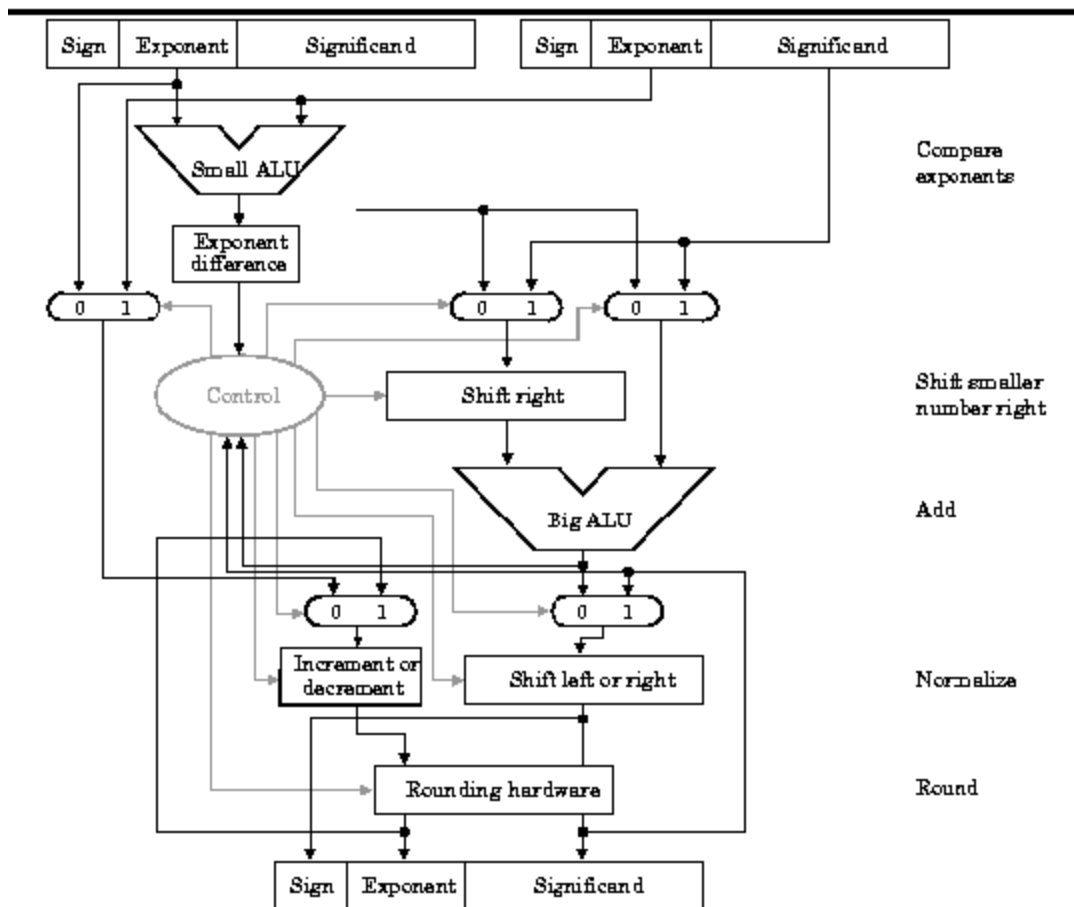 Sign Exponent Significand Sign Exponent Significand
Small ALU
Compare
exponents
Exponent
difference
0 1 0 1 0 1
Control
Shift right
Shift smaller
number right
Big ALU
Add
0 1 0 1
Increment or
decrement
Shift left or right
Normalize
Rounding hardware
Round
Sign Exponent Significand